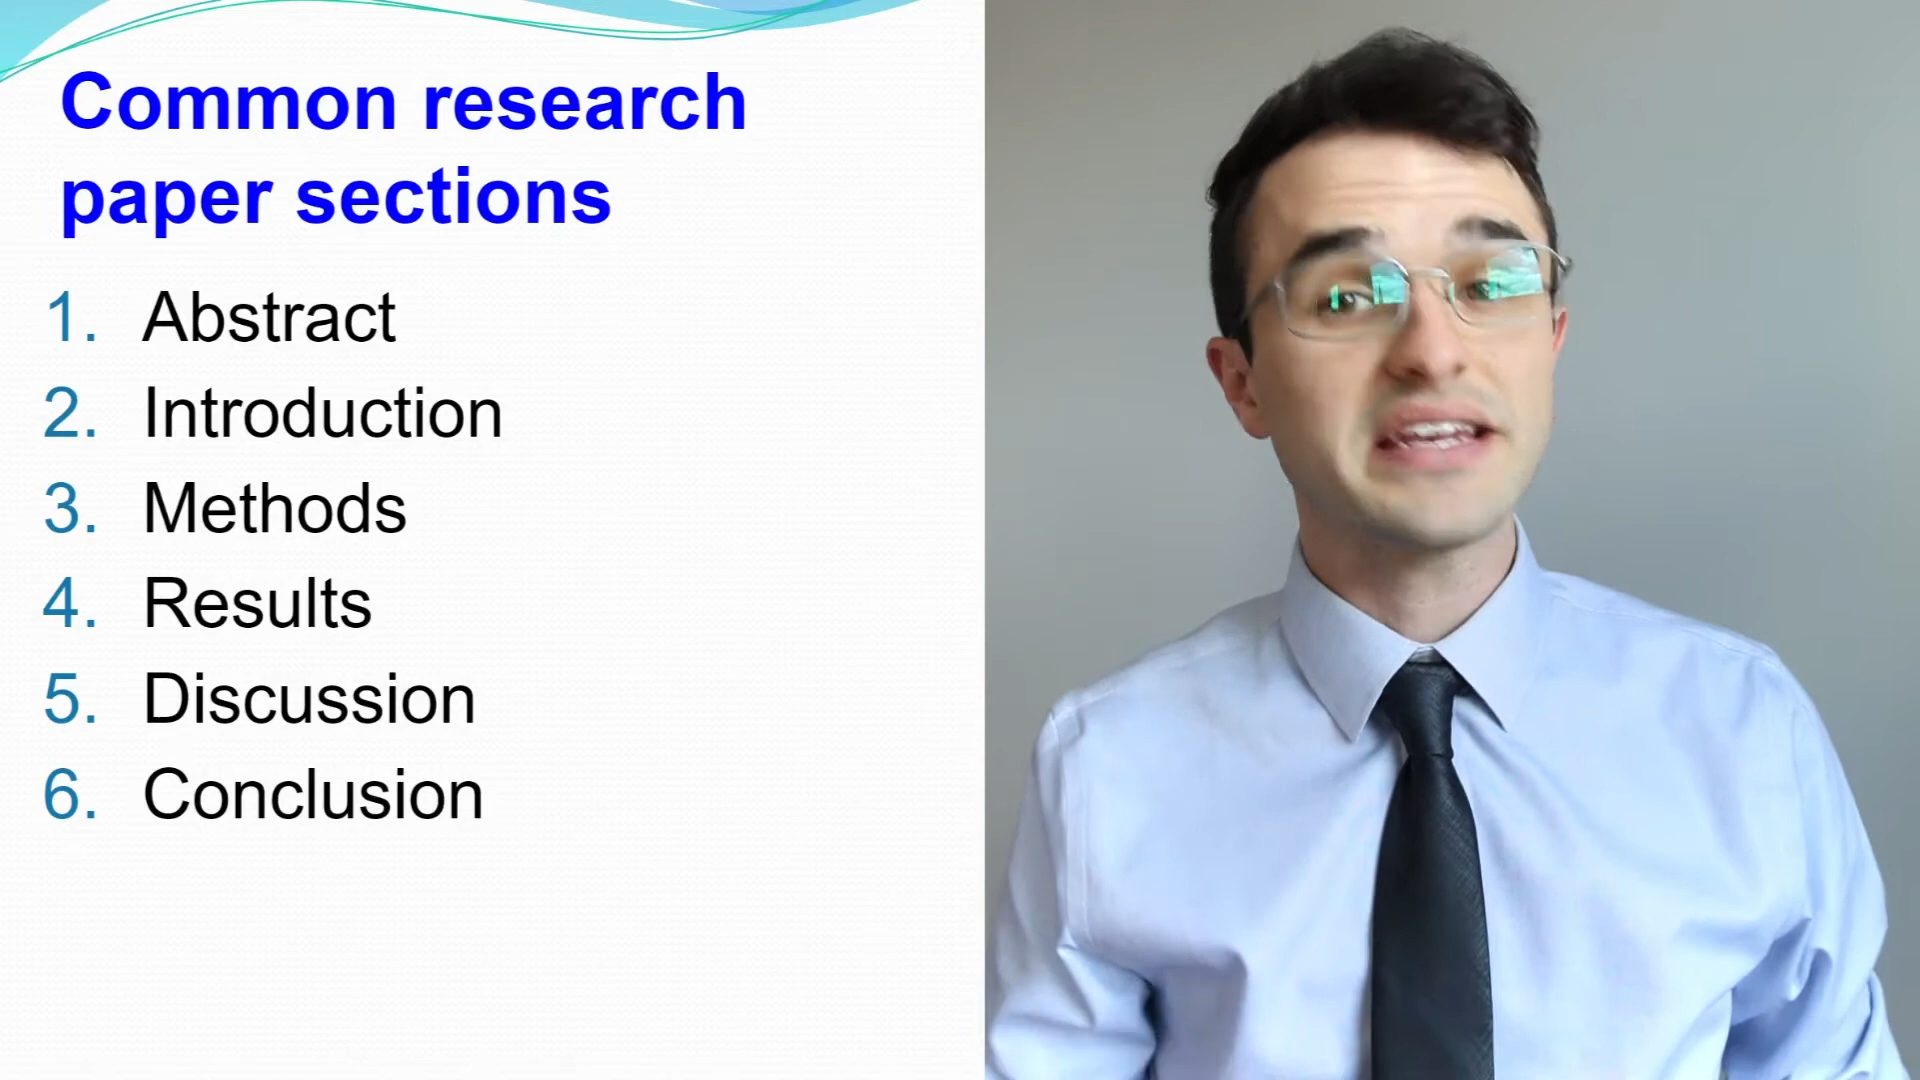 Common research
paper sections
1. Abstract
2. Introduction
3. Methods
4. Results
5. Discussion
6. Conclusion